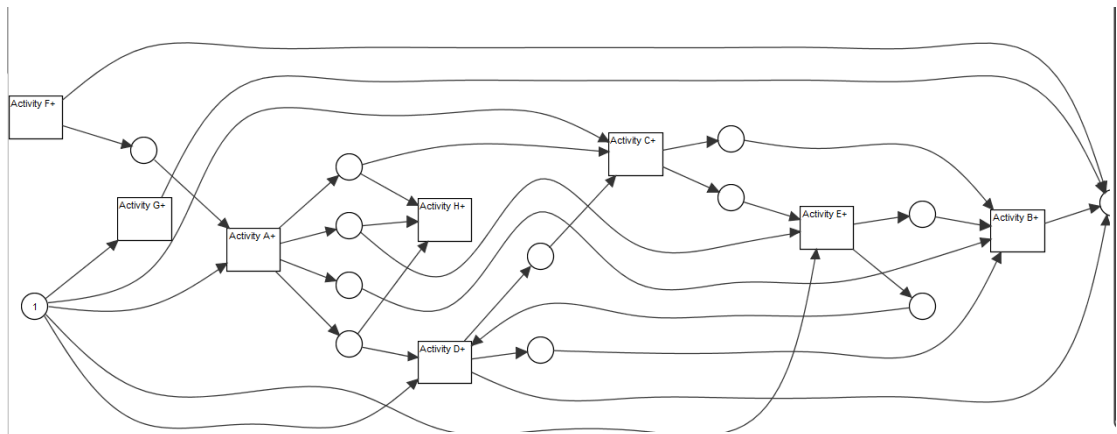 Activity F+
Activity C+
Activity G+
Activity H+
Activity E+
Activity B+
Activity A+
1
Activity D+